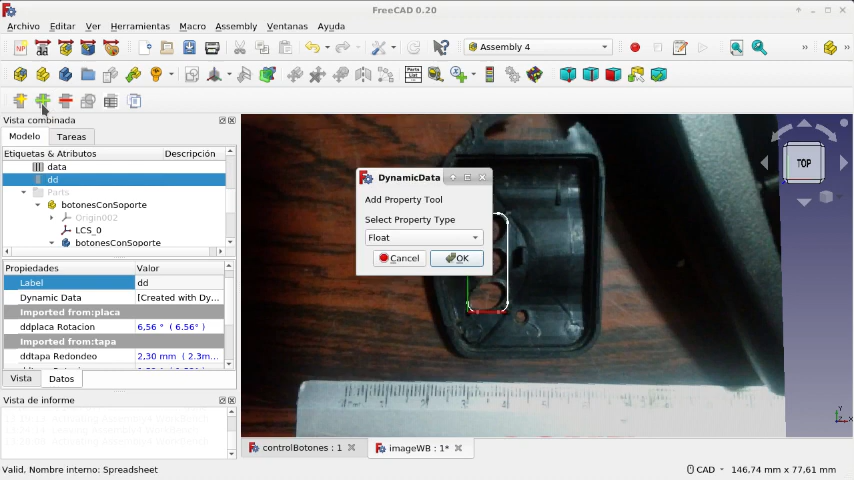 FreeCAD 0.20
Archivo Editar Ver Herramientas Macro Assembly Ventanas Ayuda
Assembly 4
Vista combinada
Modelo Tareas
Etiquetas & Atributos Descripción
data
dd
Parts
botonesConSoporte
Origin002
LCS_0
botonesConSoporte
Propiedades Valor
Label dd
Dynamic Data [Created with Dy...
Imported from:placa
ddplaca Rotacion 6,56 ° ( 6.56° )
Imported from:tapa
ddtapa Redondeo 2,30 mm ( 2.3m...
Vista Datos
Vista de informe
DynamicData
Add Property Tool
Select Property Type
Float
Cancel OK
TOP
controlBotones : 1 imageWB : 1*
Valid, Nombre interno: Spreadsheet
CAD 146,74 mm x 77,61 mm